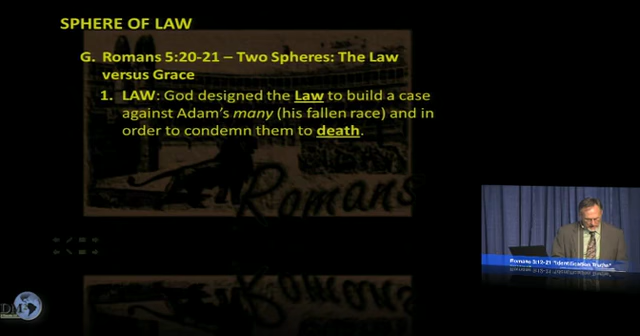 SPHERE OF LAW
G. Romans 5:20-21 – Two Spheres: The Law
versus Grace
1. LAW: God designed the Law to build a case
against Adam's many (his fallen race) and in
order to condemn them to death.
Romans
Romans 5:12-21 "Identification Truths"
DM